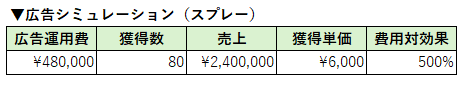 ▼広告シミュレーション（スプレー）
広告運用費 獲得数 売上 獲得単価 費用対効果
¥480,000 80 ¥2,400,000 ¥6,000 500%